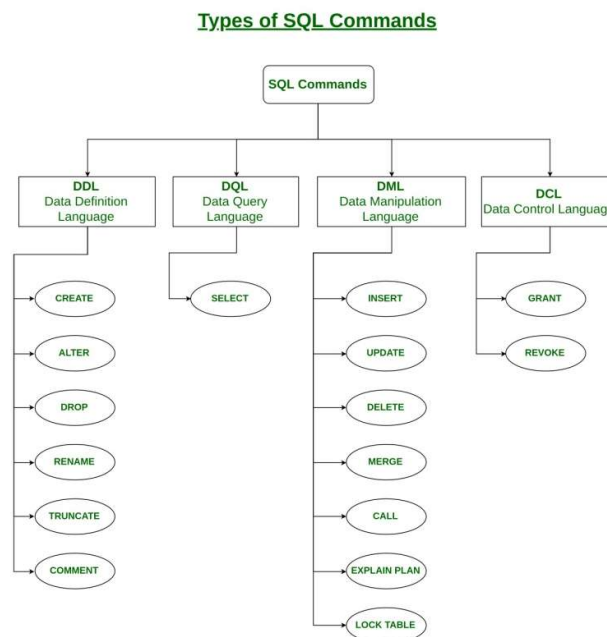 Types of SQL Commands
SQL Commands
DDL
Data Definition
Language
DQL
Data Query
Language
DML
Data Manipulation
Language
DCL
Data Control Languag
CREATE
ALTER
DROP
RENAME
TRUNCATE
COMMENT
SELECT
INSERT
UPDATE
DELETE
MERGE
CALL
EXPLAIN PLAN
LOCK TABLE
GRANT
REVOKE